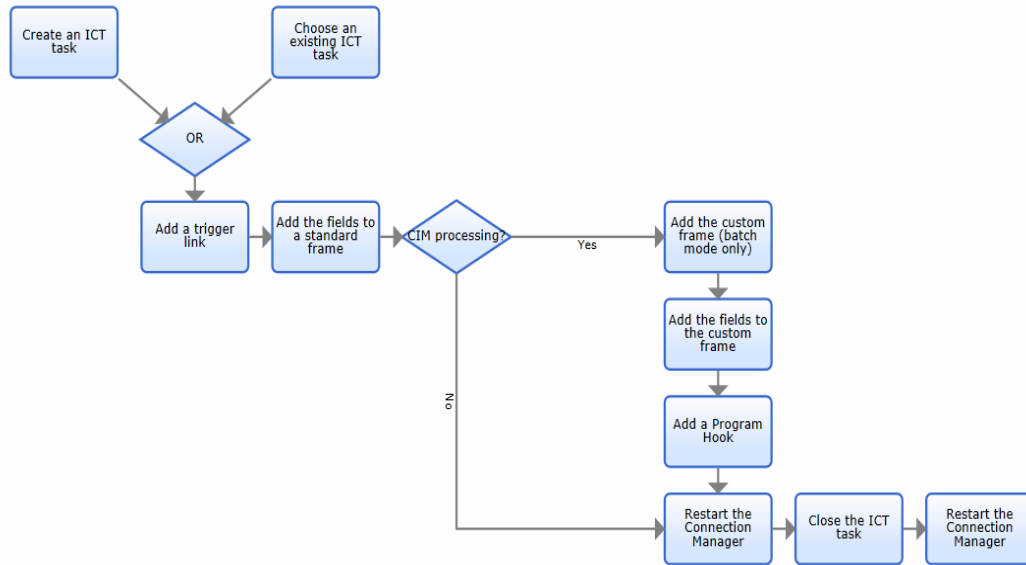 Create an ICT
task
Choose an
existing ICT
task
OR
Add a trigger
link
Add the fields to
a standard
frame
CIM processing?
Yes
Add the custom
frame (batch
mode only)
Add the fields to
the custom
frame
No
Add a Program
Hook
Restart the
Connection
Manager
Close the ICT
task
Restart the
Connection
Manager